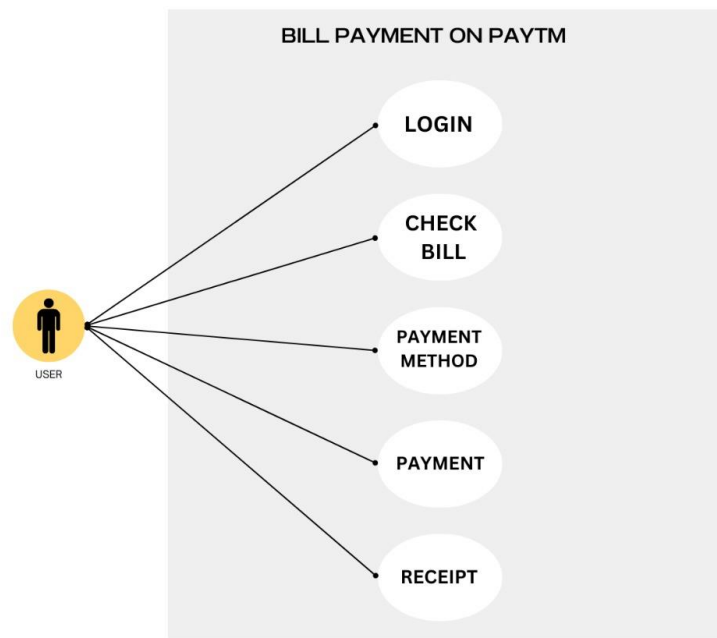 BILL PAYMENT ON PAYTM
LOGIN
CHECK
BILL
USER
PAYMENT
METHOD
PAYMENT
RECEIPT